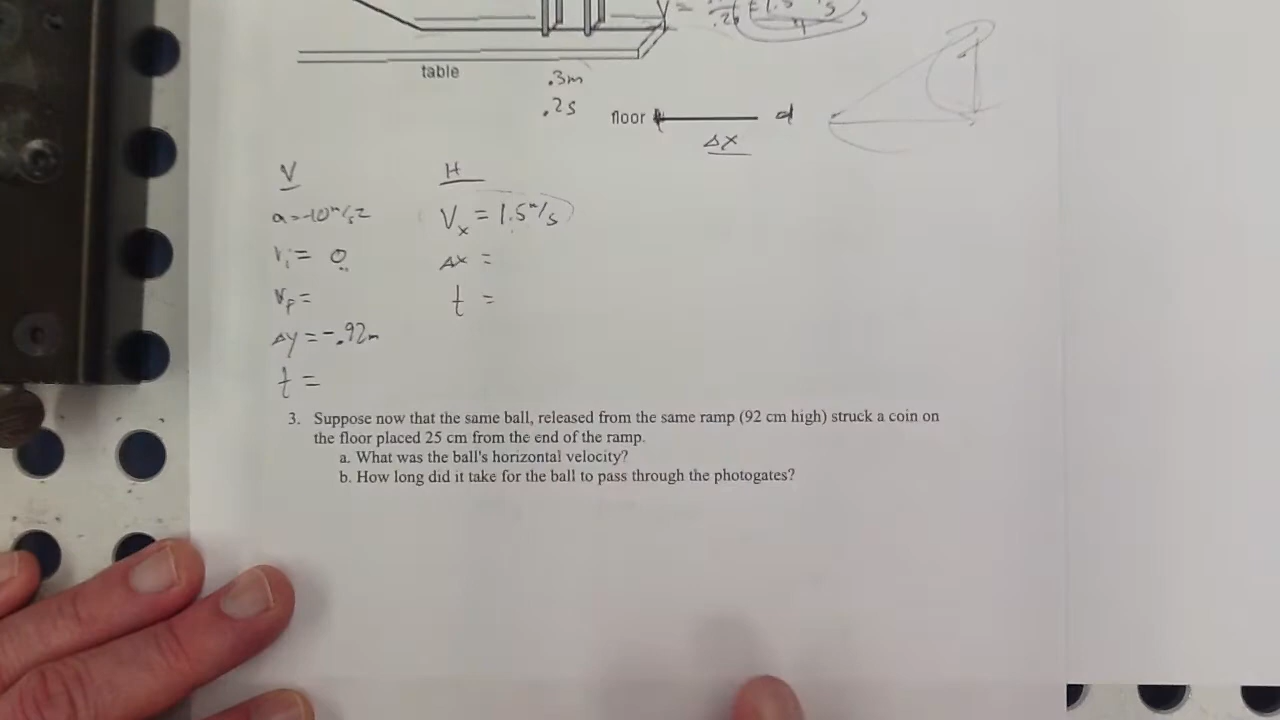 table
.3m
.2s
floor
d
Δx
V
H
a=-10m/s2
Vx = 1.5m/s
Vi= 0
Δx =
VF=
t =
Δy=-.92m
t =
3. Suppose now that the same ball, released from the same ramp (92 cm high) struck a coin on
the floor placed 25 cm from the end of the ramp.
a. What was the ball's horizontal velocity?
b. How long did it take for the ball to pass through the photogates?